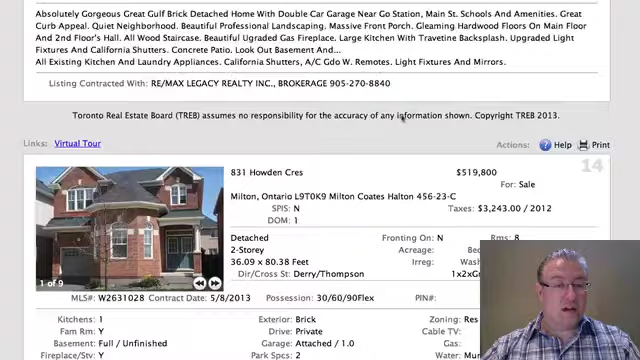 Absolutely Gorgeous Great Gulf Brick Detached Home With Double Car Garage Near Go Station, Main St. Schools And Amenities. Great
Curb Appeal. Quiet Neighborhood. Beautiful Professional Landscaping. Massive Front Porch. Gleaming Hardwood Floors On Main Floor
And 2nd Floor's Hall. All Wood Staircase. Beautiful Ugraded Gas Fireplace. Large Kitchen With Travetine Backsplash. Upgraded Light
Fixtures And California Shutters. Concrete Patio. Look Out Basement And...
All Existing Kitchen And Laundry Appliances. California Shutters, A/C Gdo W. Remotes. Light Fixtures And Mirrors.
Listing Contracted With: RE/MAX LEGACY REALTY INC., BROKERAGE 905-270-8840
Toronto Real Estate Board (TREB) assumes no responsibility for the accuracy of any information shown. Copyright TREB 2013.
Links: Virtual Tour Actions: Help Print
14
831 Howden Cres $519,800
For: Sale
Milton, Ontario L9T0K9 Milton Coates Halton 456-23-C
SPIS: N Taxes: $3,243.00 / 2012
DOM: 1
Detached Fronting On: N Rms: 8
2-Storey Acreage:
36.09 x 80.38 Feet Irreg:
Dir/Cross St: Derry/Thompson
1 of 9
MLS#: W2631028 Contract Date: 5/8/2013 Possession: 30/60/90Flex PIN#:
Kitchens: 1 Exterior: Brick Zoning: Res
Fam Rm: Y Drive: Private Cable TV:
Basement: Full / Unfinished Garage: Attached / 1.0 Gas:
Fireplace/Stv: Y Park Spcs: 2 Water: